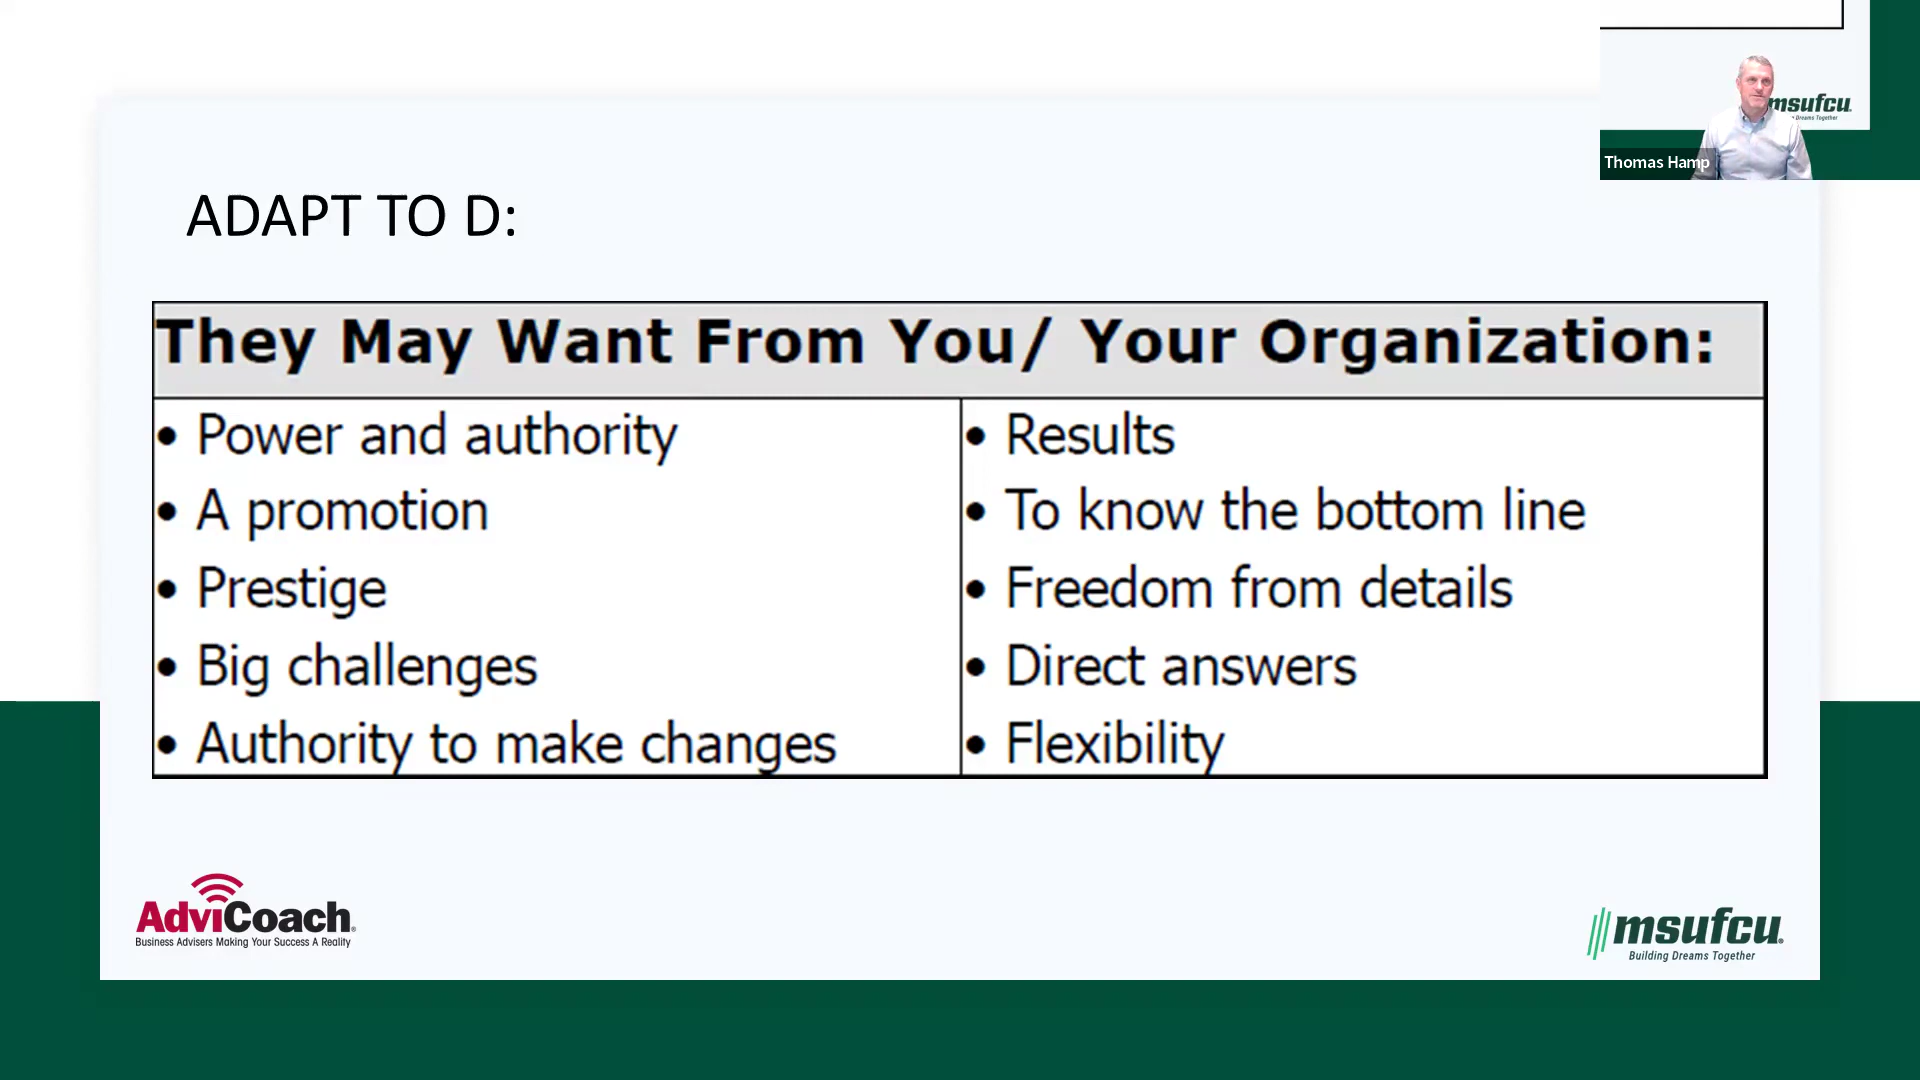 msufcu
Dreams Together
Thomas Hamp
ADAPT TO D:
They May Want From You/ Your Organization:
• Power and authority
• A promotion
• Prestige
• Big challenges
• Authority to make changes
• Results
• To know the bottom line
• Freedom from details
• Direct answers
• Flexibility
AdviCoach®
Business Advisers Making Your Success A Reality
msufcu®
Building Dreams Together